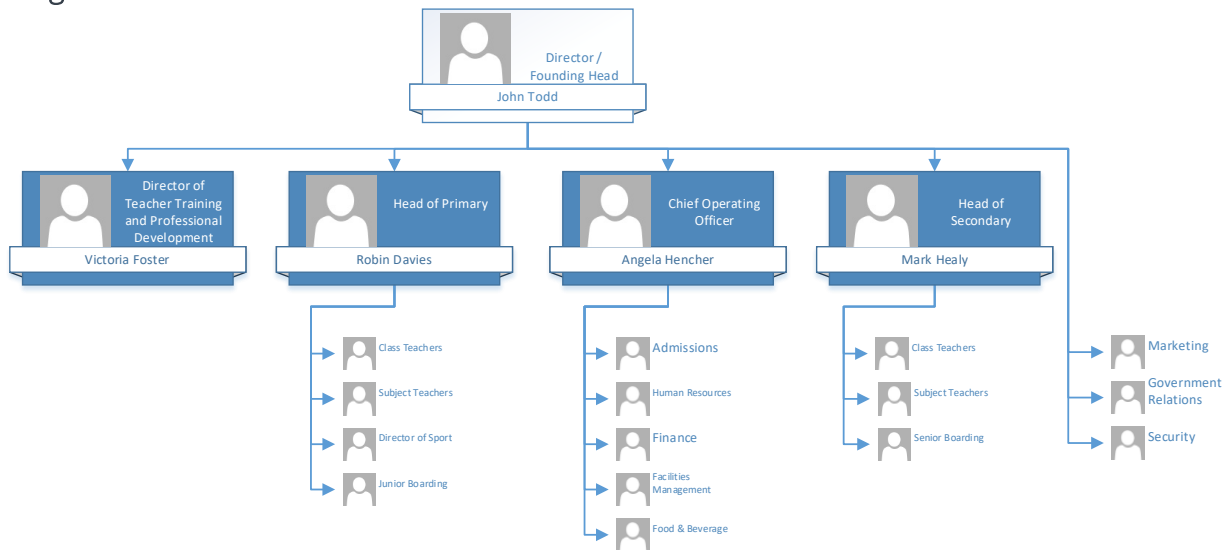 Director /
Founding Head
John Todd
Director of
Teacher Training
and Professional
Development
Victoria Foster
Head of Primary
Robin Davies
Chief Operating
Officer
Angela Hencher
Head of
Secondary
Mark Healy
Class Teachers
Subject Teachers
Director of Sport
Junior Boarding
Admissions
Human Resources
Finance
Facilities
Management
Food & Beverage
Class Teachers
Subject Teachers
Senior Boarding
Marketing
Government
Relations
Security